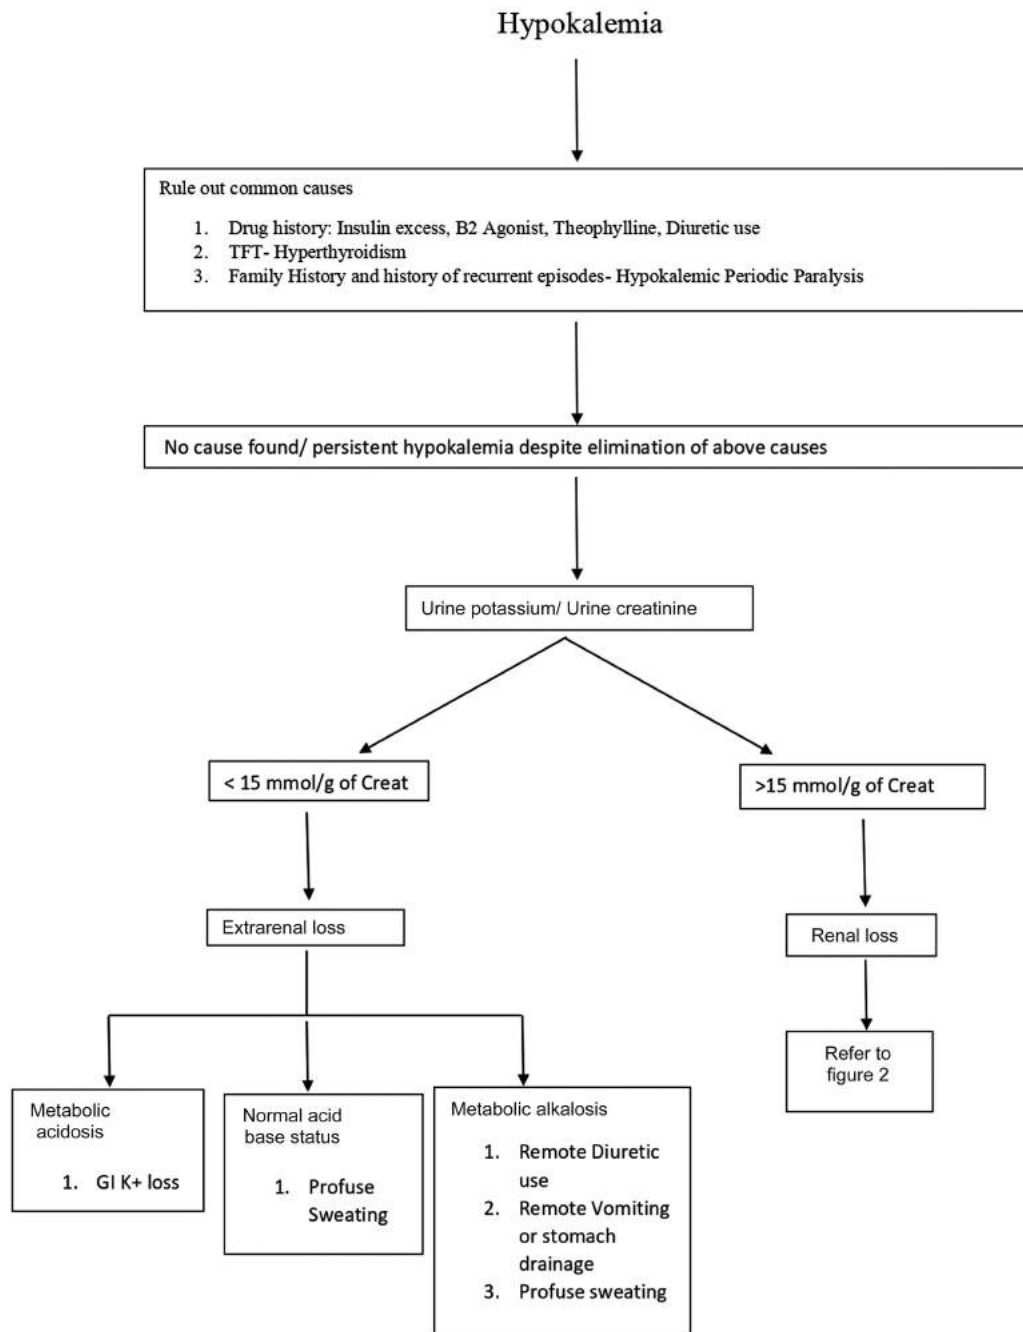 Hypokalemia
Rule out common causes
1. Drug history: Insulin excess, B2 Agonist, Theophylline, Diuretic use
2. TFT- Hyperthyroidism
3. Family History and history of recurrent episodes- Hypokalemic Periodic Paralysis
No cause found/ persistent hypokalemia despite elimination of above causes
Urine potassium/ Urine creatinine
< 15 mmol/g of Creat
>15 mmol/g of Creat
Extrarenal loss
Renal loss
Refer to
figure 2
Metabolic
acidosis
1. GI K+ loss
Normal acid
base status
1. Profuse
Sweating
Metabolic alkalosis
1. Remote Diuretic
use
2. Remote Vomiting
or stomach
drainage
3. Profuse sweating